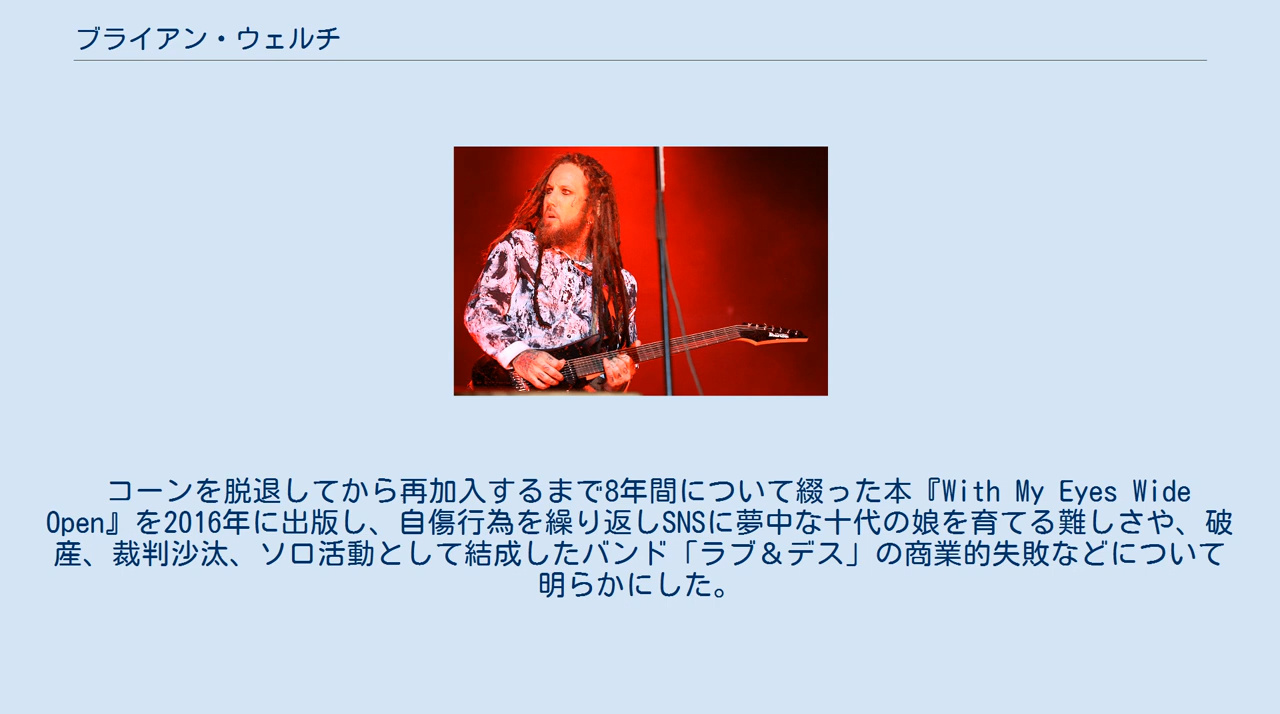 ブライアン・ウェルチ
コーンを脱退してから再加入するまで8年間について綴った本『With My Eyes Wide
Open』を2016年に出版し、自傷行為を繰り返しSNSに夢中な十代の娘を育てる難しさや、破
産、裁判沙汰、ソロ活動として結成したバンド「ラブ＆デス」の商業的失敗などについて
明らかにした。